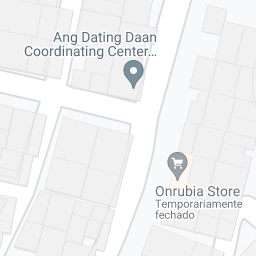 Ang Dating Daan
Coordinating Center...
Onrubia Store
Temporariamente
fechado